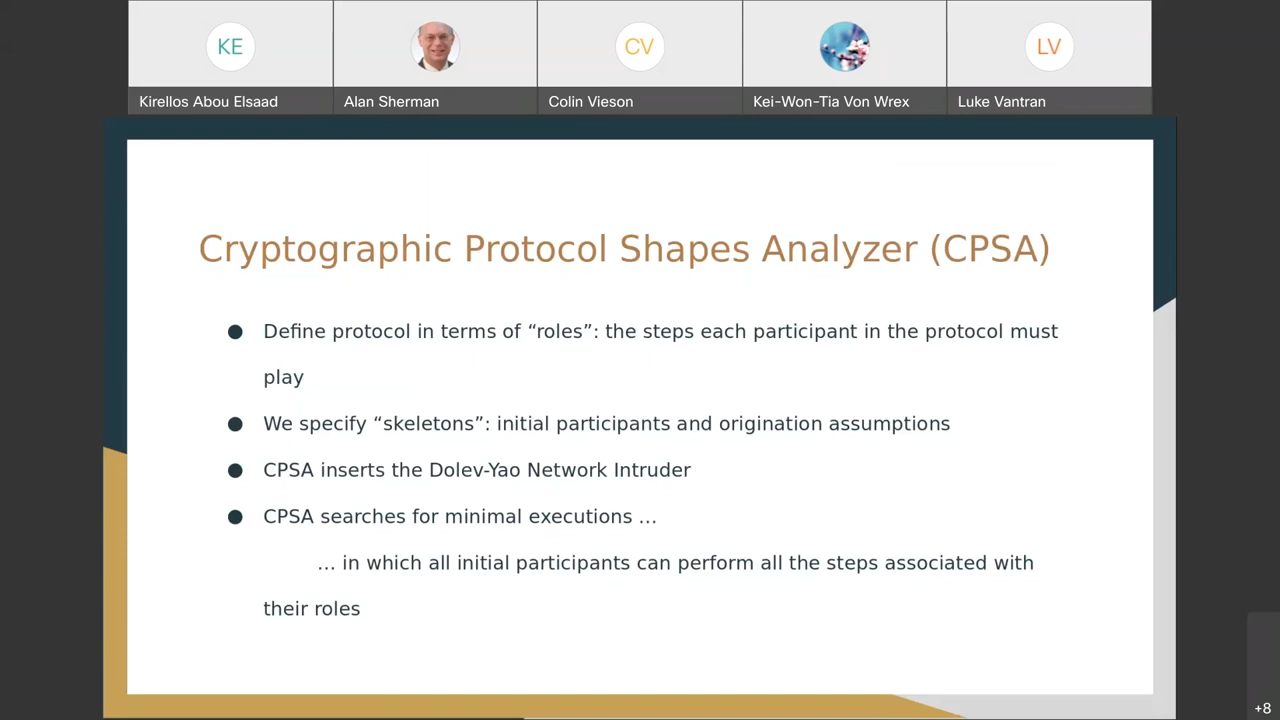 KE
CV
LV
Kirellos Abou Elsaad
Alan Sherman
Colin Vieson
Kei-Won-Tia Von Wrex
Luke Vantran
Cryptographic Protocol Shapes Analyzer (CPSA)
● Define protocol in terms of “roles”: the steps each participant in the protocol must
play
● We specify “skeletons”: initial participants and origination assumptions
● CPSA inserts the Dolev-Yao Network Intruder
● CPSA searches for minimal executions …
… in which all initial participants can perform all the steps associated with
their roles
+8